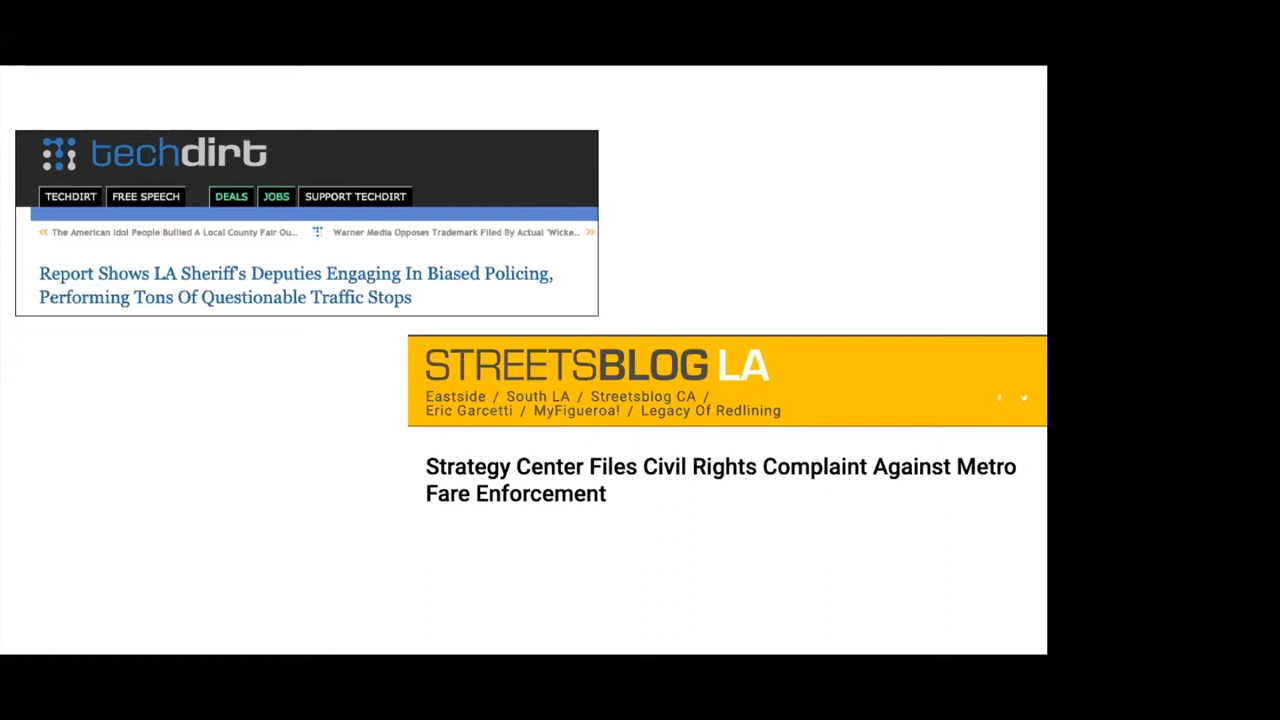 techdirt
TECHDIRT FREE SPEECH DEALS JOBS SUPPORT TECHDIRT
« The American Idol People Bullied A Local County Fair Ou... Warner Media Opposes Trademark Filed By Actual 'Wicke... »
Report Shows LA Sheriff's Deputies Engaging In Biased Policing,
Performing Tons Of Questionable Traffic Stops
STREETSBLOG LA
Eastside / South LA / Streetsblog CA /
Eric Garcetti / MyFigueroa! / Legacy Of Redlining
Strategy Center Files Civil Rights Complaint Against Metro
Fare Enforcement